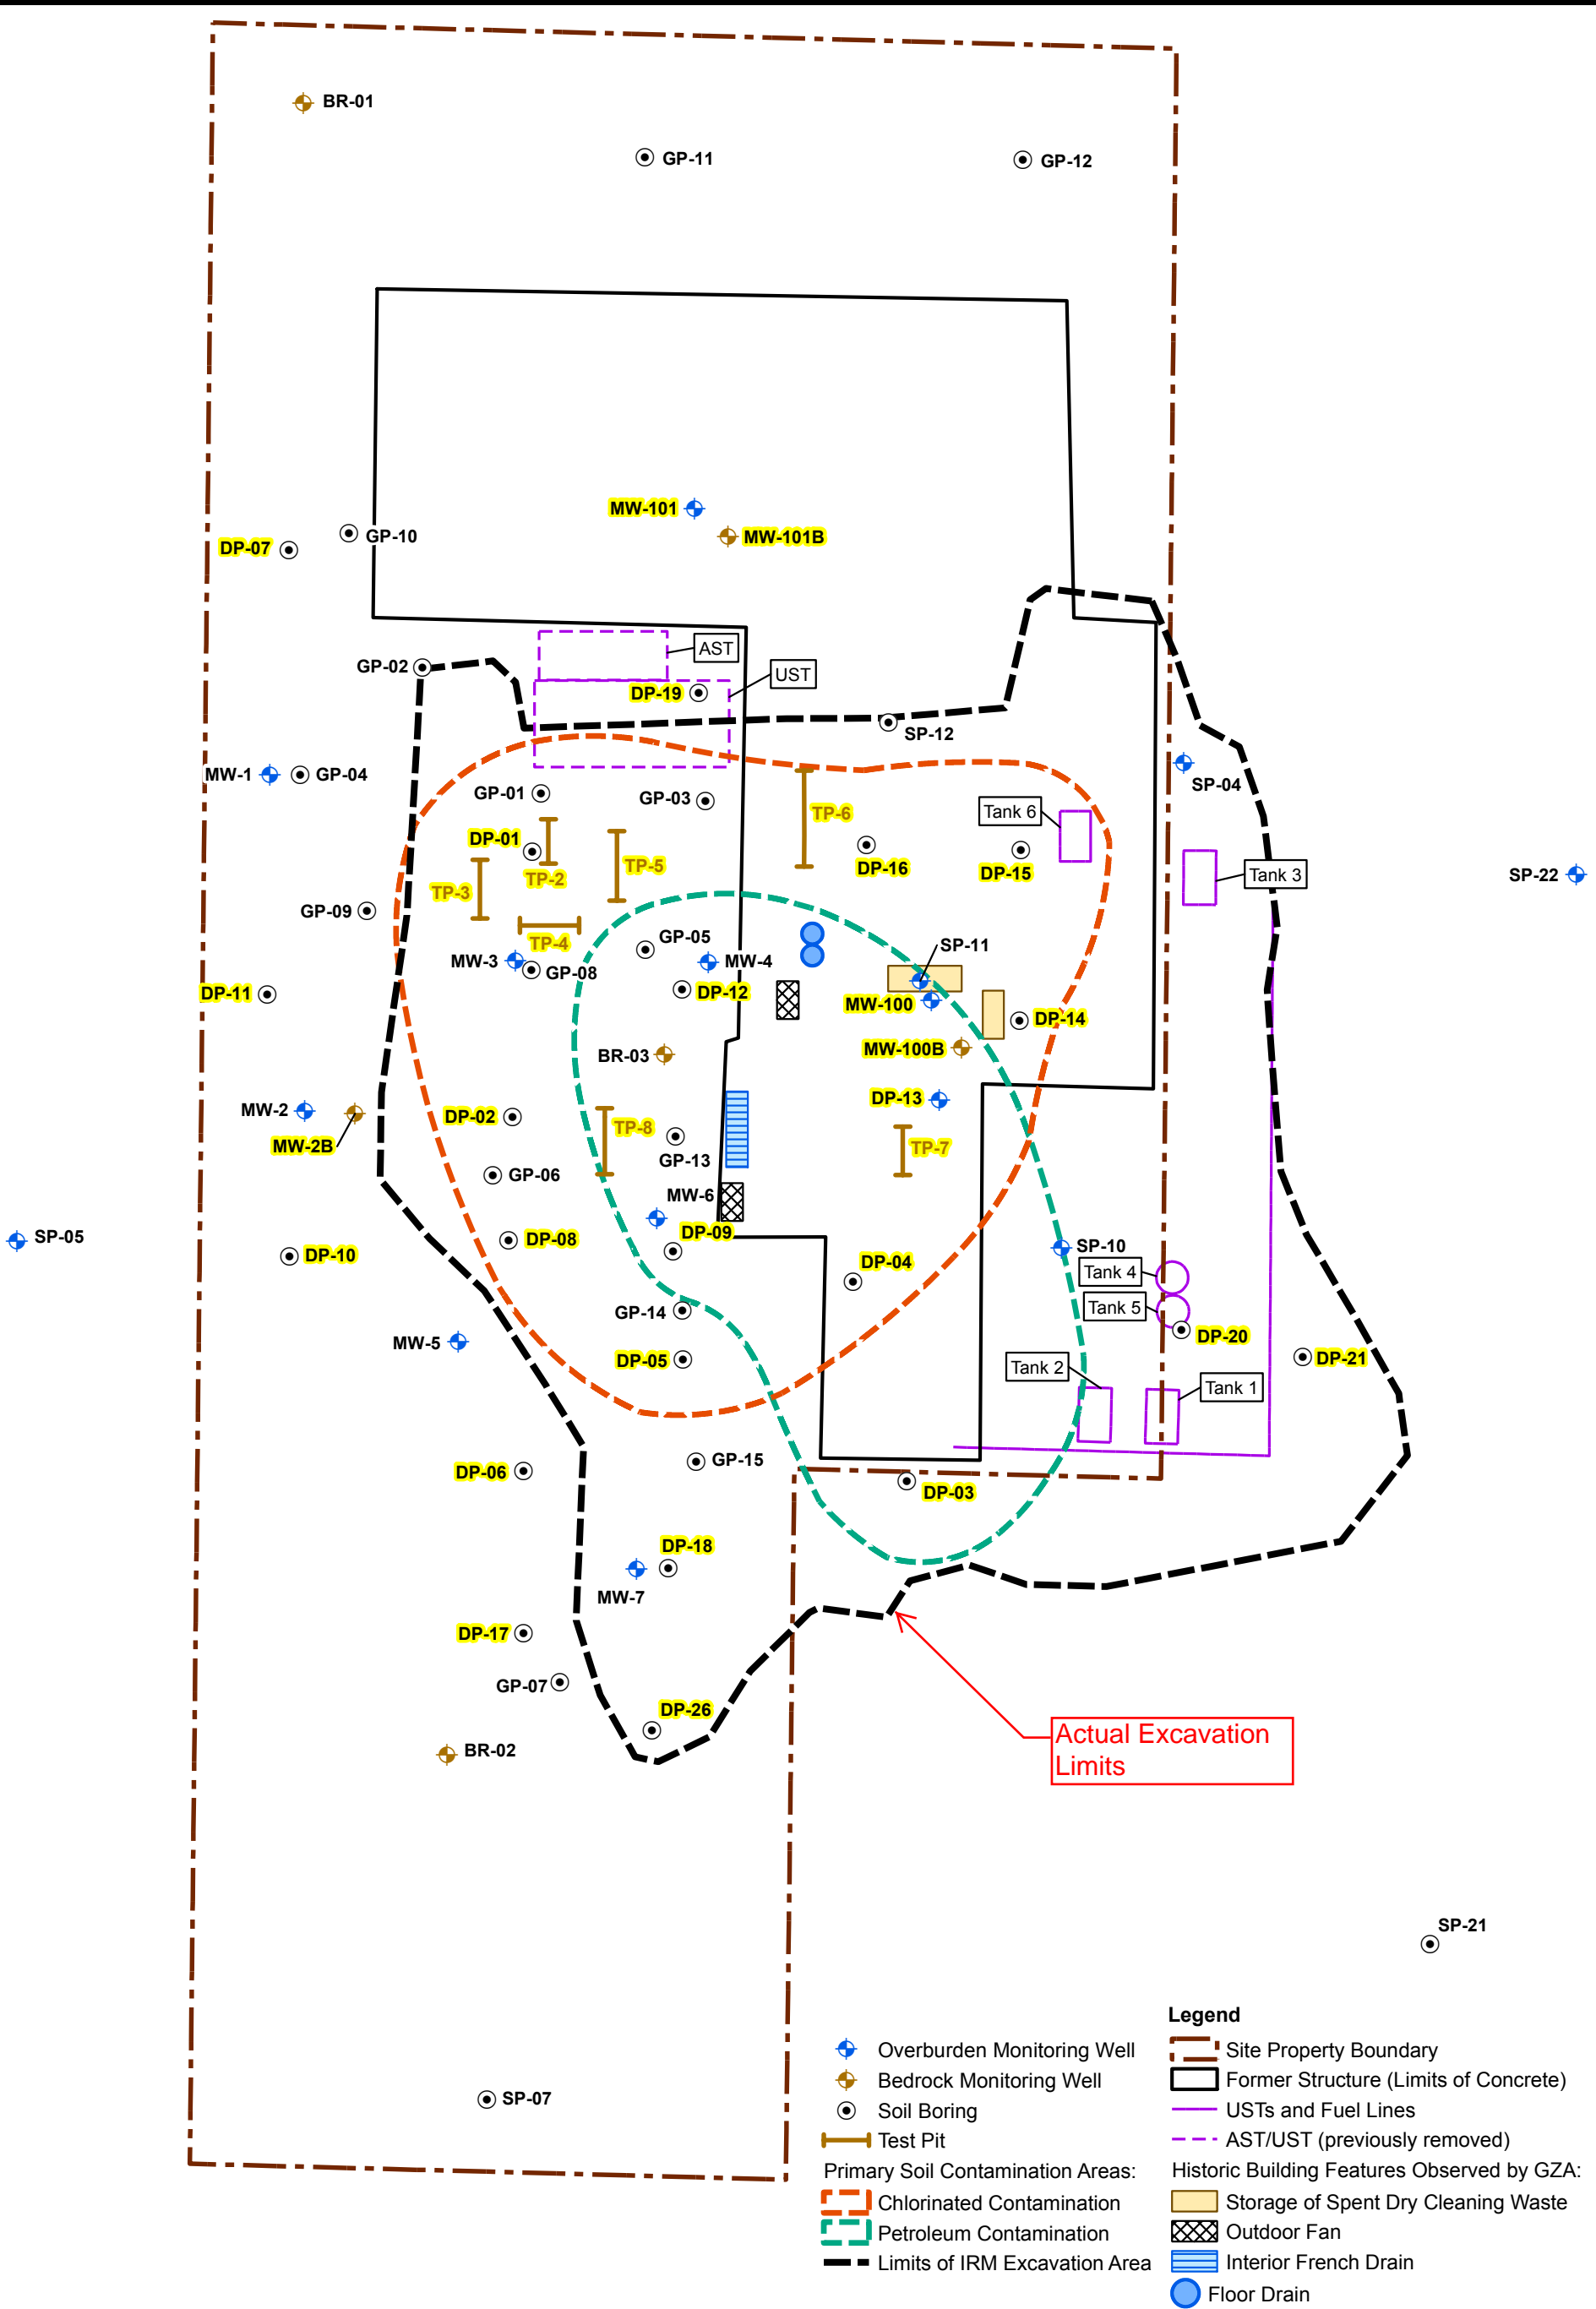 BR-01
GP-11
GP-12
MW-101
MW-101B
GP-10
DP-07
AST
GP-02
UST
DP-19
SP-12
MW-1
GP-04
SP-04
GP-01
GP-03
TP-6
Tank 6
DP-01
TP-5
DP-16
DP-15
TP-2
TP-3
Tank 3
SP-22
GP-09
GP-05
TP-4
SP-11
MW-3
GP-08
MW-4
DP-11
DP-12
MW-100
DP-14
BR-03
MW-100B
DP-13
MW-2
DP-02
TP-8
MW-2B
TP-7
GP-13
GP-06
MW-6
SP-05
DP-10
DP-08
DP-09
SP-10
DP-04
Tank 4
Tank 5
GP-14
DP-20
MW-5
DP-05
DP-21
Tank 2
Tank 1
DP-06
GP-15
DP-03
DP-18
MW-7
DP-17
GP-07
DP-26
BR-02
Actual Excavation
Limits
SP-21
SP-07
Legend
Overburden Monitoring Well
Bedrock Monitoring Well
Soil Boring
Test Pit
Primary Soil Contamination Areas:
Chlorinated Contamination
Petroleum Contamination
Limits of IRM Excavation Area
Site Property Boundary
Former Structure (Limits of Concrete)
USTs and Fuel Lines
AST/UST (previously removed)
Historic Building Features Observed by GZA:
Storage of Spent Dry Cleaning Waste
Outdoor Fan
Interior French Drain
Floor Drain